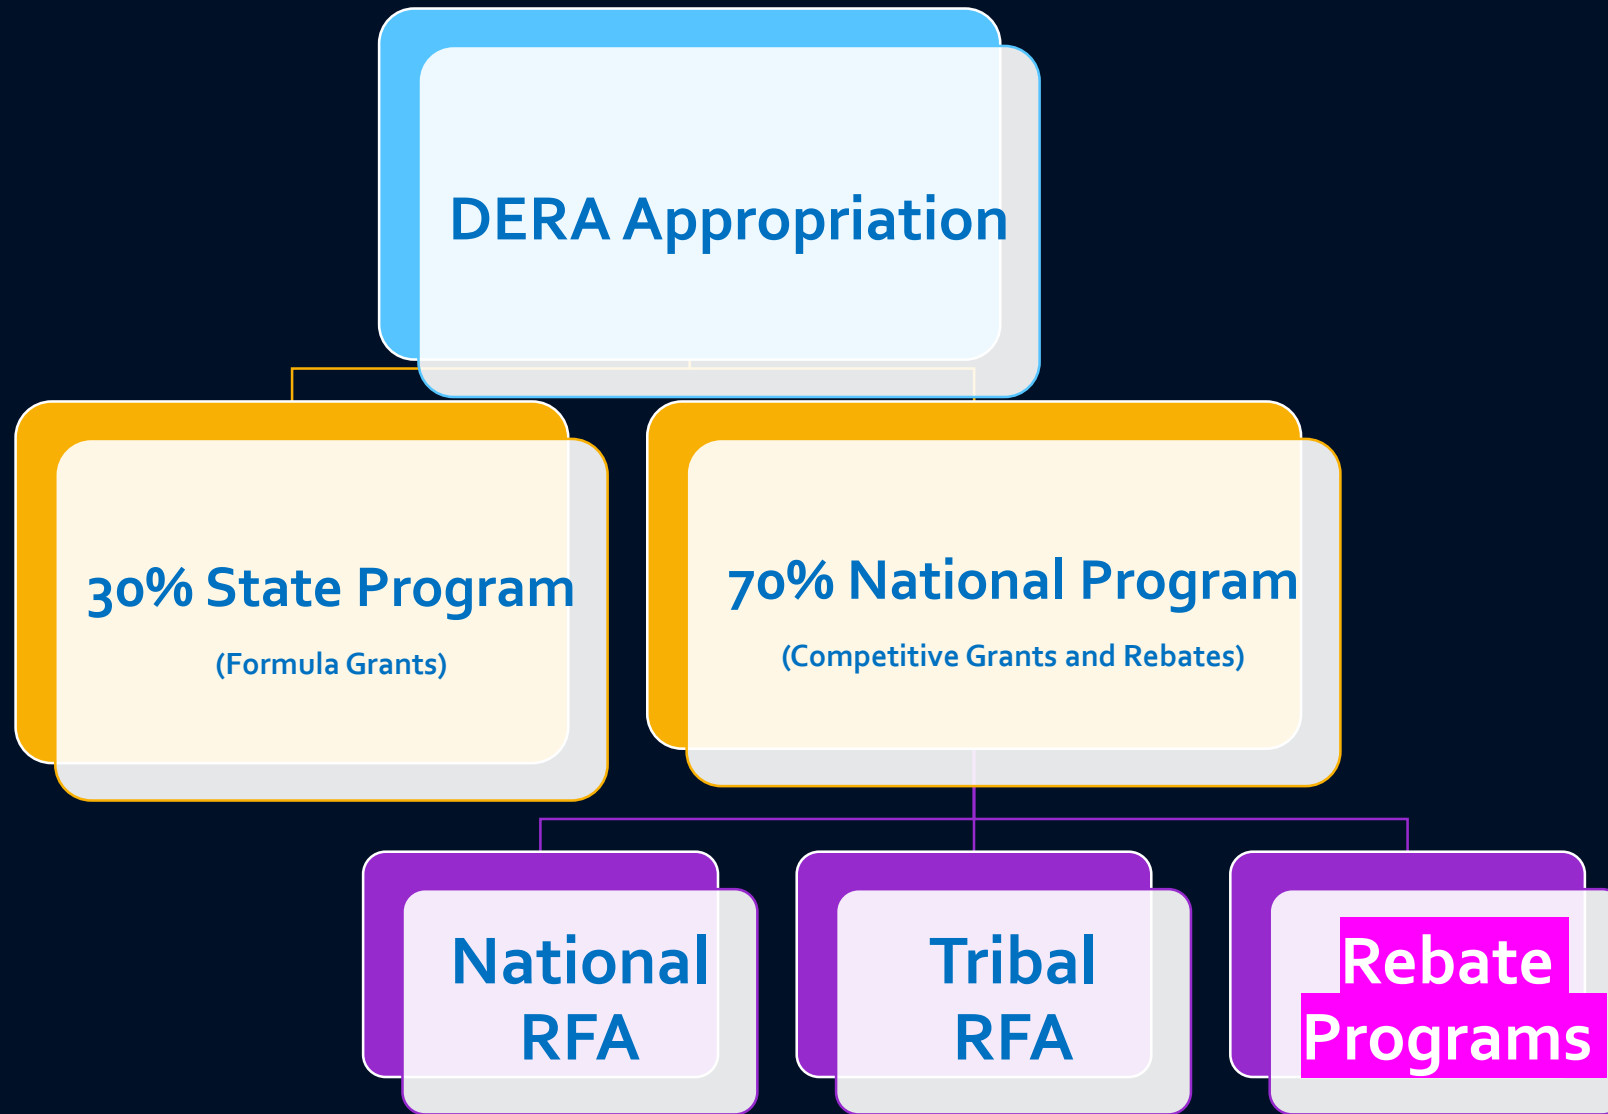 DERA Appropriation
30% State Program
(Formula Grants)
70% National Program
(Competitive Grants and Rebates)
National
RFA
Tribal
RFA
Rebate
Programs